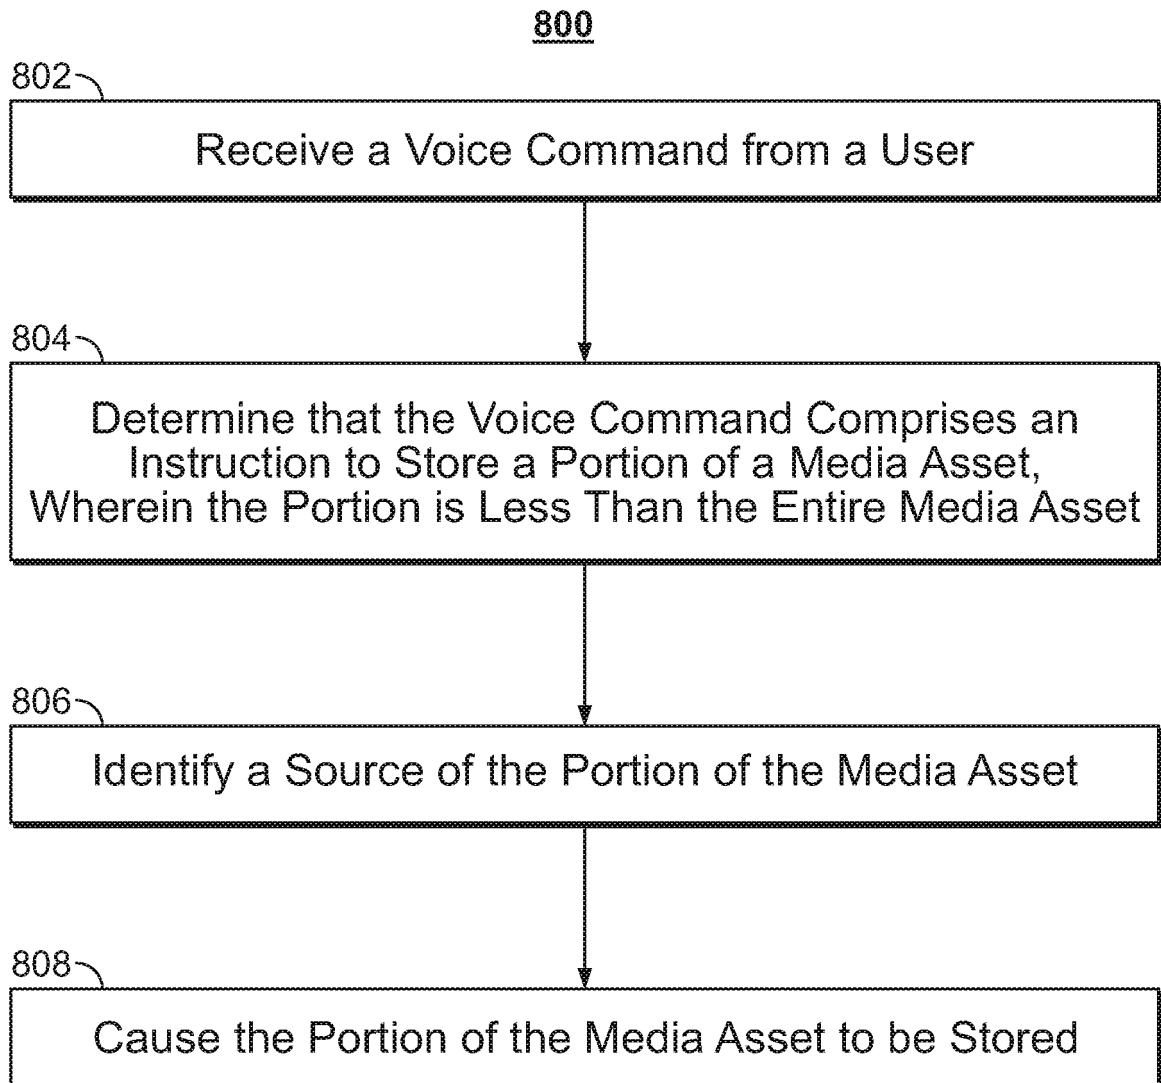 800
802
Receive a Voice Command from a User
804
Determine that the Voice Command Comprises an
Instruction to Store a Portion of a Media Asset,
Wherein the Portion is Less Than the Entire Media Asset
806
Identify a Source of the Portion of the Media Asset
808
Cause the Portion of the Media Asset to be Stored